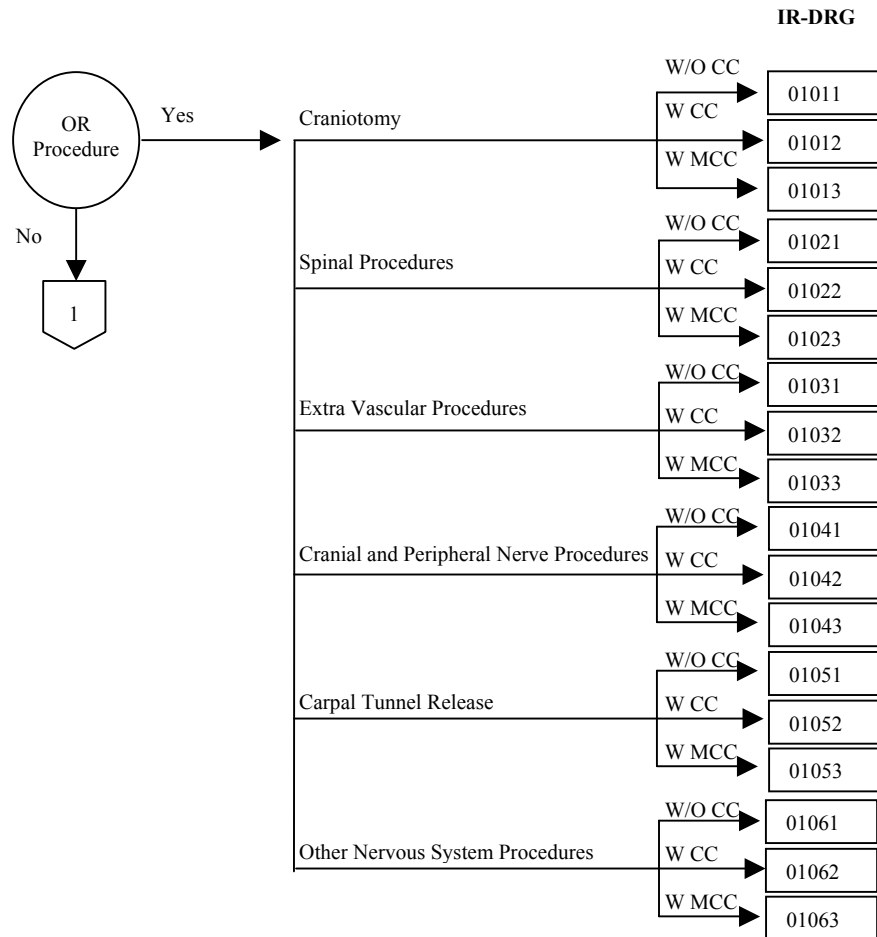 IR-DRG
OR
Procedure
Yes
No
1
Craniotomy
W/O CC
01011
W CC
01012
W MCC
01013
Spinal Procedures
W/O CC
01021
W CC
01022
W MCC
01023
Extra Vascular Procedures
W/O CC
01031
W CC
01032
W MCC
01033
Cranial and Peripheral Nerve Procedures
W/O CC
01041
W CC
01042
W MCC
01043
Carpal Tunnel Release
W/O CC
01051
W CC
01052
W MCC
01053
Other Nervous System Procedures
W/O CC
01061
W CC
01062
W MCC
01063